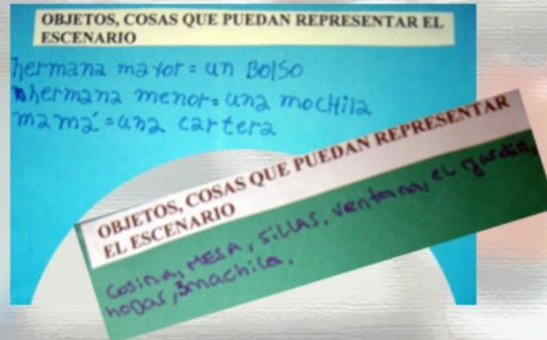 OBJETOS, COSAS QUE PUEDAN REPRESENTAR EL
ESCENARIO
hermana mayor = un BOlSO
hermana menor = una mocHila
mamá = una cartera
OBJETOS, COSAS QUE PUEDAN REPRESENTAR
EL ESCENARIO
cosina, MESA, SillAS, ventana, eL jardin,
hojas, 3machila,